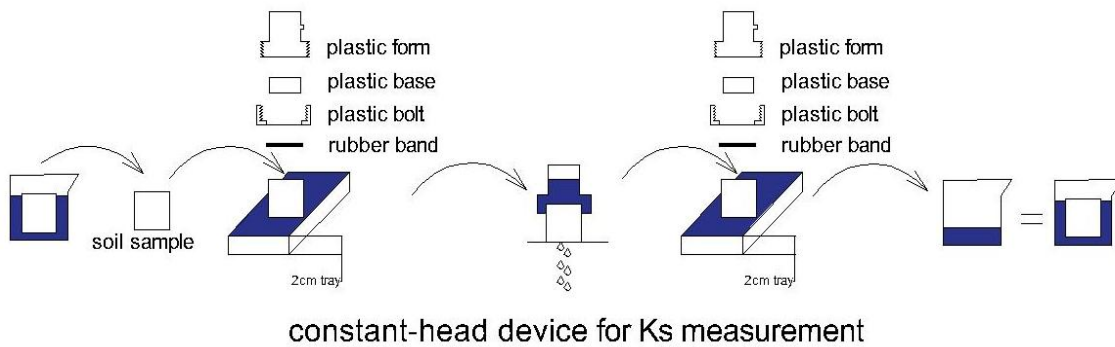 plastic form
plastic base
plastic bolt
rubber band
soil sample
2cm tray
plastic form
plastic base
plastic bolt
rubber band
2cm tray
constant-head device for Ks measurement